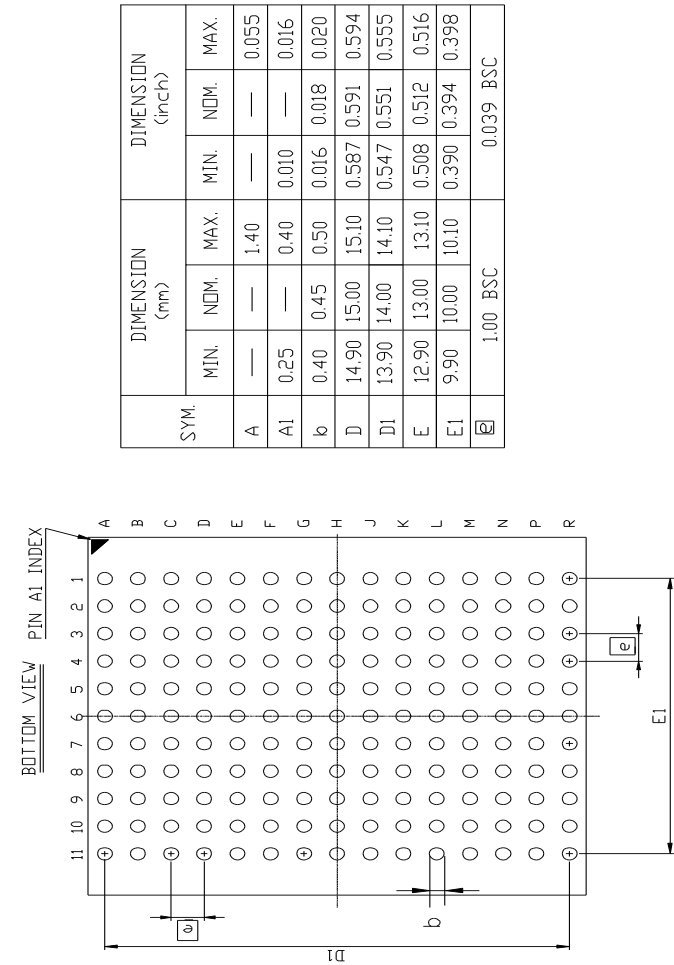 BOTTOM VIEW
PIN A1 INDEX
11 10 9 8 7 6 5 4 3 2 1
A
B
C
D
E
F
G
H
J
K
L
M
N
P
R
e
D1
b
e
E1
SYM. DIMENSION (mm) DIMENSION (inch)
MIN. NOM. MAX. MIN. NOM. MAX.
A — — 1.40 — — 0.055
A1 0.25 — 0.40 0.010 — 0.016
b 0.40 0.45 0.50 0.016 0.018 0.020
D 14.90 15.00 15.10 0.587 0.591 0.594
D1 13.90 14.00 14.10 0.547 0.551 0.555
E 12.90 13.00 13.10 0.508 0.512 0.516
E1 9.90 10.00 10.10 0.390 0.394 0.398
e 1.00 BSC 0.039 BSC